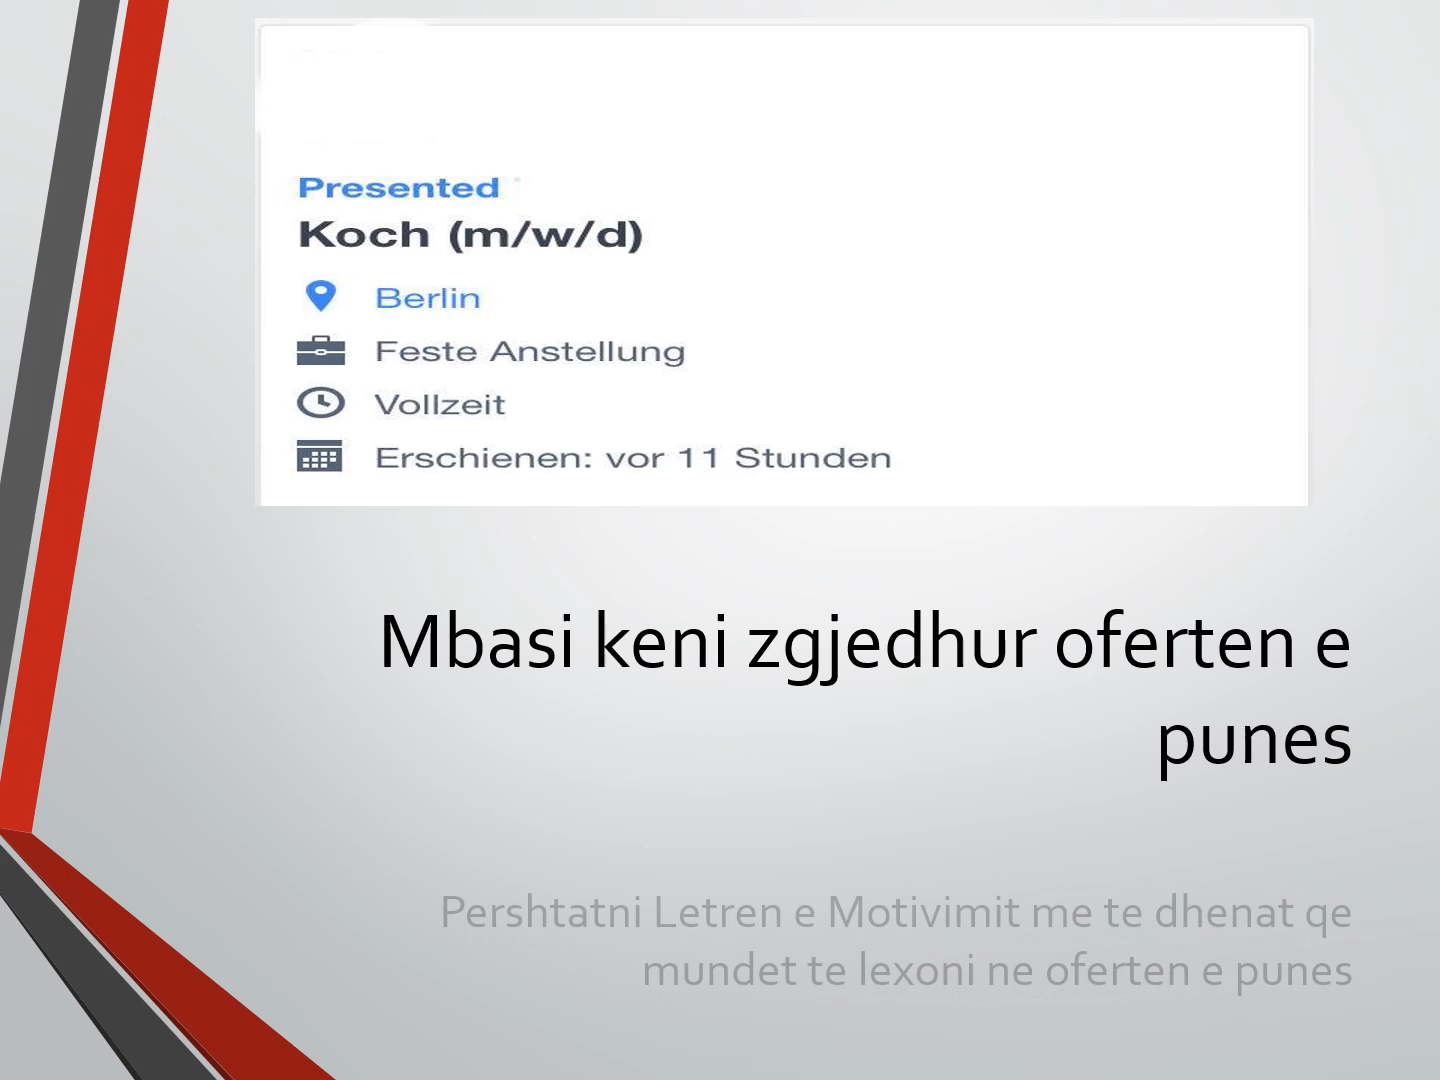 Presented
Koch (m/w/d)
Berlin
Feste Anstellung
Vollzeit
Erschienen: vor 11 Stunden
Mbasi keni zgjedhur oferten e
punes
Pershtatni Letren e Motivimit me te dhenat qe
mundet te lexoni ne oferten e punes